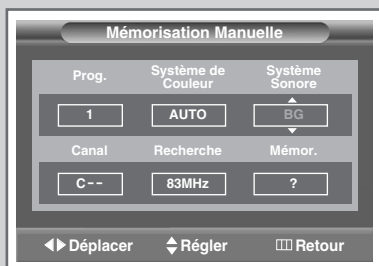 Mémorisation Manuelle
Prog. Système de Couleur Système Sonore
1 AUTO BG
Canal Recherche Mémor.
C-- 83MHz ?
Déplacer Régler Retour